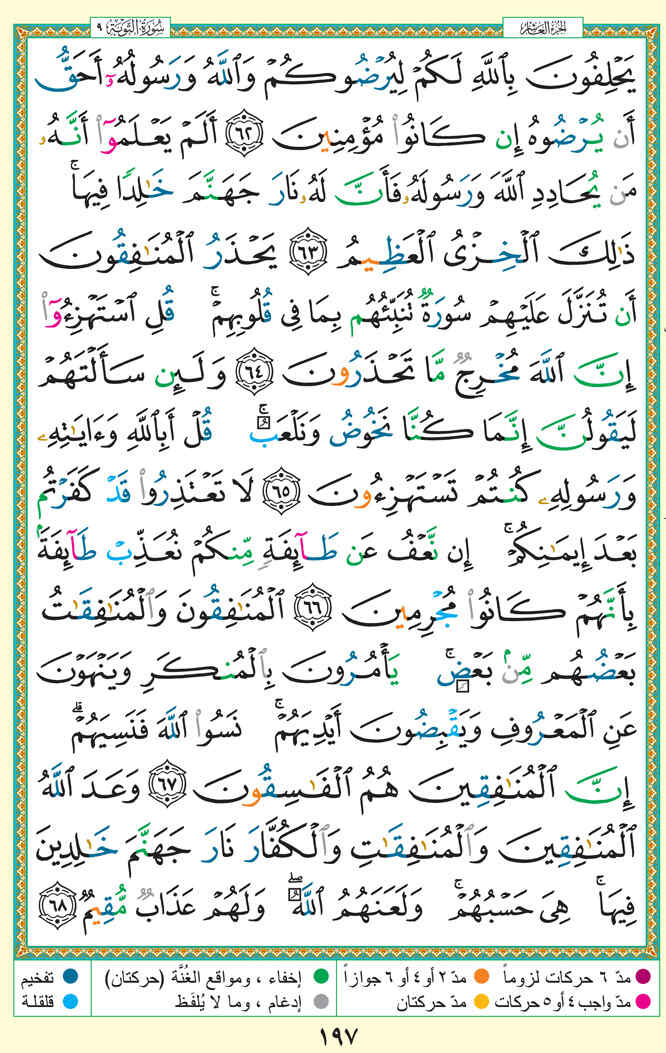 الجزء العاشر
سورة التوبة ٩
يَحْلِفُونَ بِٱللَّهِ لَكُمْ لِيُرْضُوكُمْ وَٱللَّهُ وَرَسُولُهُۥٓ أَحَقُّ
أَن يُرْضُوهُ إِن كَانُوا۟ مُؤْمِنِينَ ﴿٦٢﴾ أَلَمْ يَعْلَمُوٓا۟ أَنَّهُۥ
مَن يُحَادِدِ ٱللَّهَ وَرَسُولَهُۥ فَأَنَّ لَهُۥ نَارَ جَهَنَّمَ خَٰلِدًا فِيهَا ۚ
ذَٰلِكَ ٱلْخِزْىُ ٱلْعَظِيمُ ﴿٦٣﴾ يَحْذَرُ ٱلْمُنَٰفِقُونَ
أَن تُنَزَّلَ عَلَيْهِمْ سُورَةٌ تُنَبِّئُهُم بِمَا فِى قُلُوبِهِمْ ۚ قُلِ ٱسْتَهْزِءُوٓا۟
إِنَّ ٱللَّهَ مُخْرِجٌ مَّا تَحْذَرُونَ ﴿٦٤﴾ وَلَئِن سَأَلْتَهُمْ
لَيَقُولُنَّ إِنَّمَا كُنَّا نَخُوضُ وَنَلْعَبُ ۚ قُلْ أَبِٱللَّهِ وَءَايَٰتِهِۦ
وَرَسُولِهِۦ كُنتُمْ تَسْتَهْزِءُونَ ﴿٦٥﴾ لَا تَعْتَذِرُوا۟ قَدْ كَفَرْتُم
بَعْدَ إِيمَٰنِكُمْ ۚ إِن نَّعْفُ عَن طَآئِفَةٍ مِّنكُمْ نُعَذِّبْ طَآئِفَةًۢ
بِأَنَّهُمْ كَانُوا۟ مُجْرِمِينَ ﴿٦٦﴾ ٱلْمُنَٰفِقُونَ وَٱلْمُنَٰفِقَٰتُ
بَعْضُهُم مِّنۢ بَعْضٍ ۚ يَأْمُرُونَ بِٱلْمُنكَرِ وَيَنْهَوْنَ
عَنِ ٱلْمَعْرُوفِ وَيَقْبِضُونَ أَيْدِيَهُمْ ۚ نَسُوا۟ ٱللَّهَ فَنَسِيَهُمْ ۗ
إِنَّ ٱلْمُنَٰفِقِينَ هُمُ ٱلْفَٰسِقُونَ ﴿٦٧﴾ وَعَدَ ٱللَّهُ
ٱلْمُنَٰفِقِينَ وَٱلْمُنَٰفِقَٰتِ وَٱلْكُفَّارَ نَارَ جَهَنَّمَ خَٰلِدِينَ
فِيهَا ۚ هِىَ حَسْبُهُمْ ۚ وَلَعَنَهُمُ ٱللَّهُ ۖ وَلَهُمْ عَذَابٌ مُّقِيمٌ ﴿٦٨﴾
مدّ ٦ حركات لزوماً
مدّ ٢ أو ٤ أو ٦ جوازاً
إخفاء ، ومواقع الغُنَّة (حركتان)
تفخيم
مدّ واجب ٤ أو ٥ حركات
مدّ حركتان
إدغام ، وما لا يُلفَظ
قلقلة
١٩٧